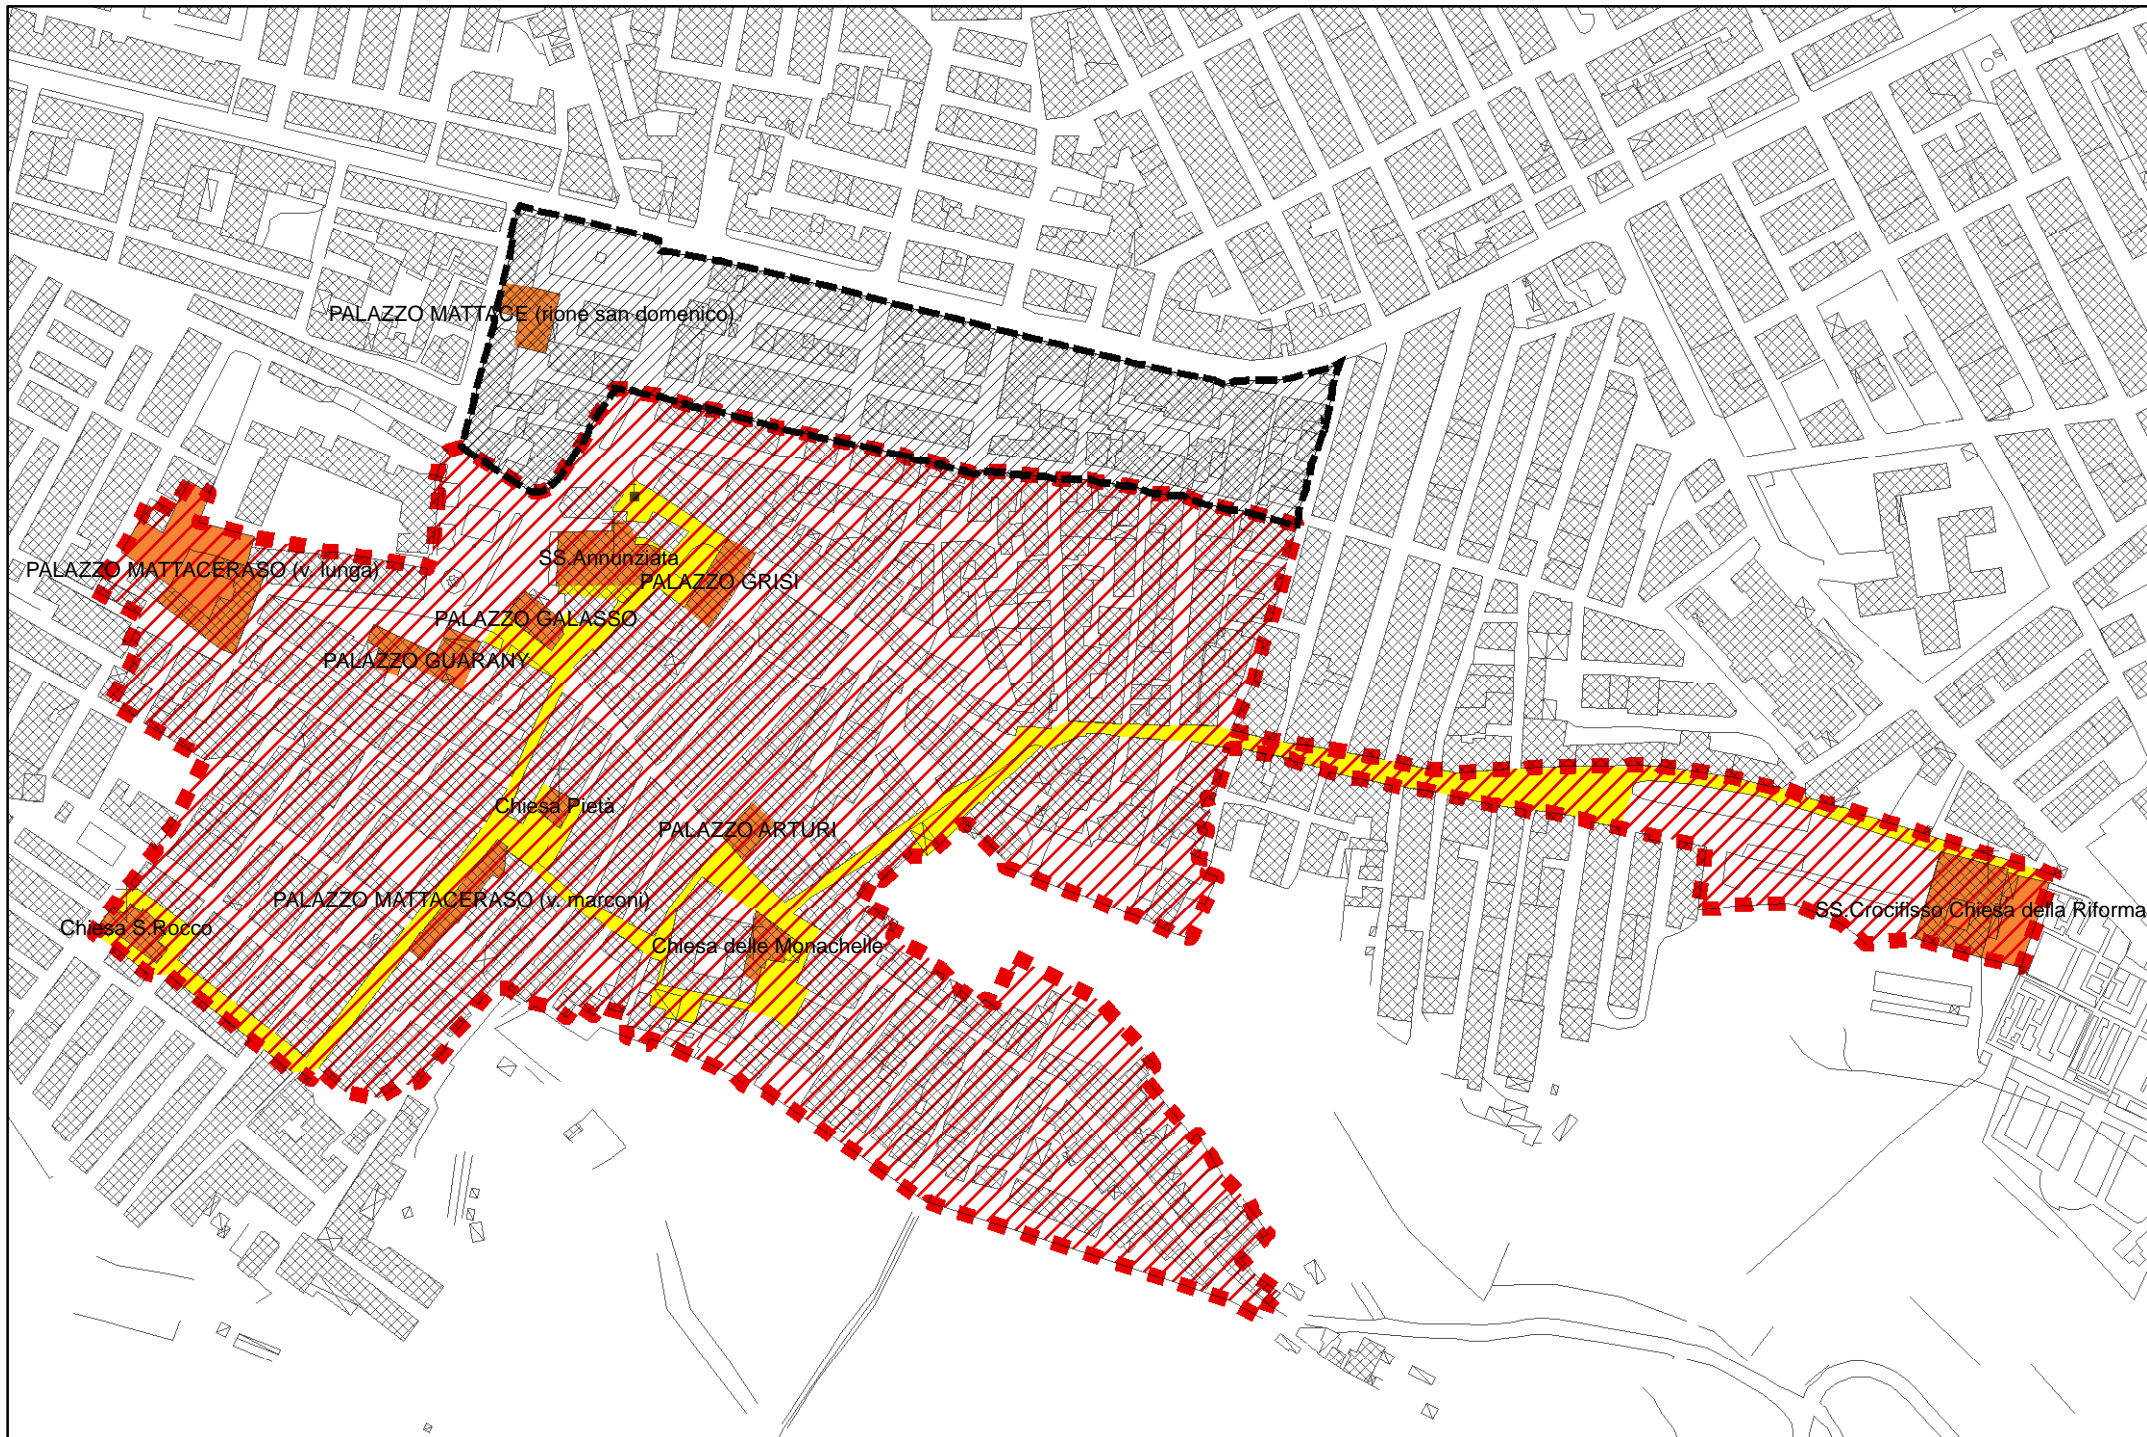 PALAZZO MATTACE (rione san domenico)
SS.Annunziata
PALAZZO MATTACERASO (v. lunga)
PALAZZO GRISI
PALAZZO GALASSO
PALAZZO GUARANY
Chiesa Pietà
PALAZZO ARTURI
PALAZZO MATTACERASO (v. marconi)
SS.Crocifisso Chiesa della Riforma
Chiesa S.Rocco
Chiesa delle Monachelle